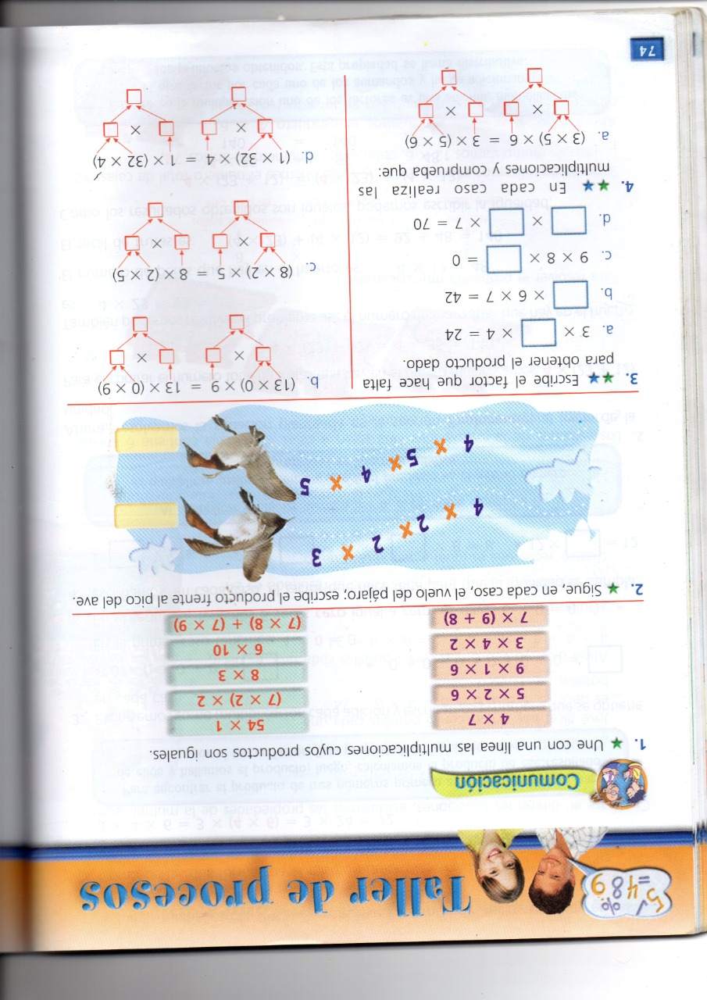 5 √ % = 4 8 9
Taller de procesos
Comunicación
1. Une con una línea las multiplicaciones cuyos productos son iguales.
4 × 7
5 × 2 × 6
9 × 1 × 6
3 × 4 × 2
7 × (9 + 8)
54 × 1
(7 × 2) × 2
8 × 3
6 × 10
(7 × 8) + (7 × 9)
2. Sigue, en cada caso, el vuelo del pájaro; escribe el producto frente al pico del ave.
4 × 2 × 2 × 3
4 × 5 × 4 × 5
3. Escribe el factor que hace falta
para obtener el producto dado.
a. 3 × □ × 4 = 24
b. □ × 6 × 7 = 42
c. 9 × 8 × □ = 0
d. □ × □ × 7 = 70
4. En cada caso realiza las
multiplicaciones y comprueba que:
a. (3 × 5) × 6 = 3 × (5 × 6)
□ × □ □ × □
□ □
b. (13 × 0) × 9 = 13 × (0 × 9)
□ × □ □ × □
□ □
c. (8 × 2) × 5 = 8 × (2 × 5)
□ × □ □ × □
□ □
d. (1 × 32) × 4 = 1 × (32 × 4)
□ × □ □ × □
□ □
74